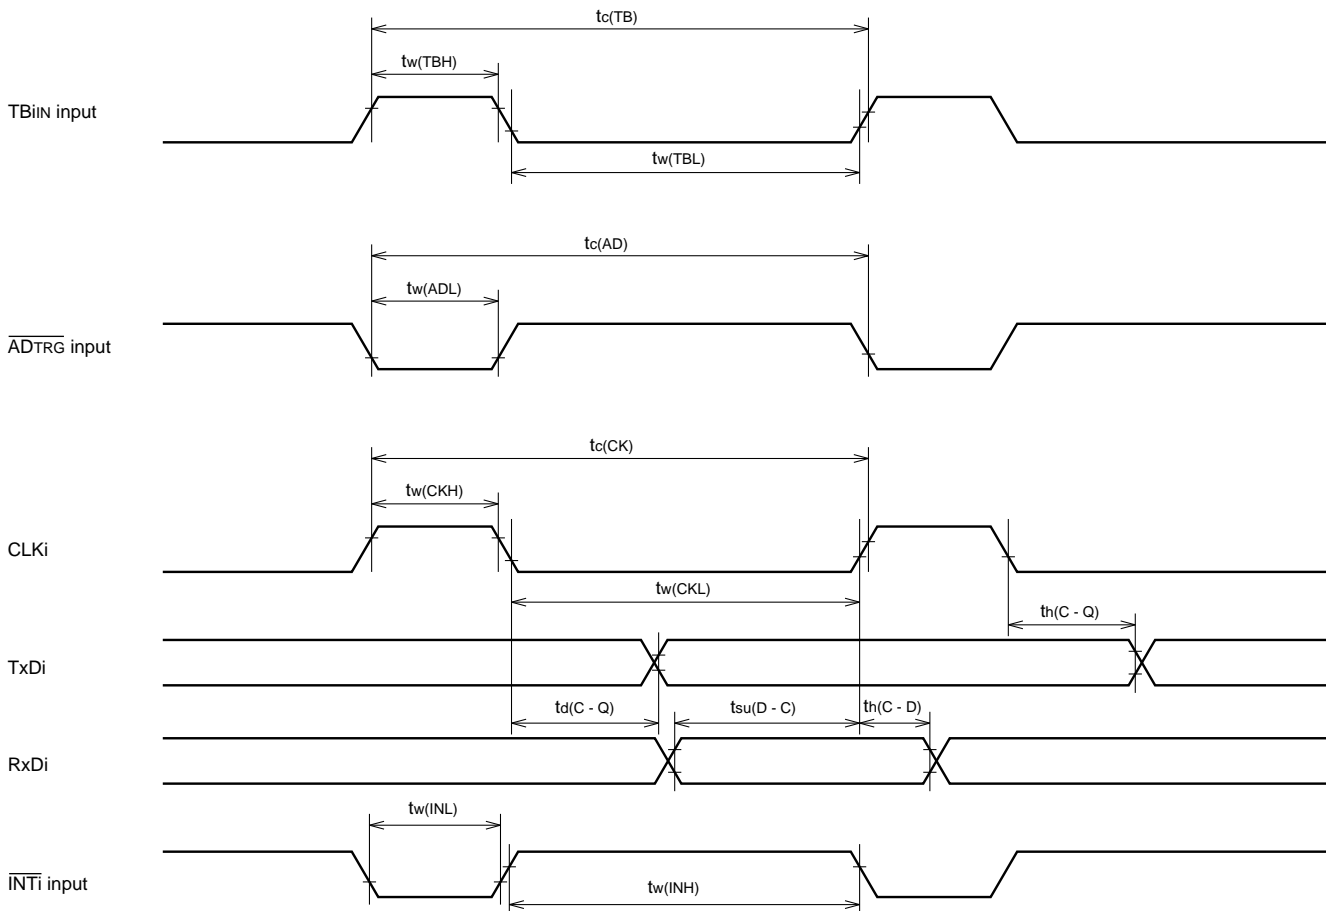 tc(TB)
tw(TBH)
TBiIN input
tw(TBL)
tc(AD)
tw(ADL)
ADTRG input
tc(CK)
tw(CKH)
CLKi
tw(CKL)
th(C - Q)
TxDi
td(C - Q) tsu(D - C) th(C - D)
RxDi
tw(INL)
INTi input
tw(INH)